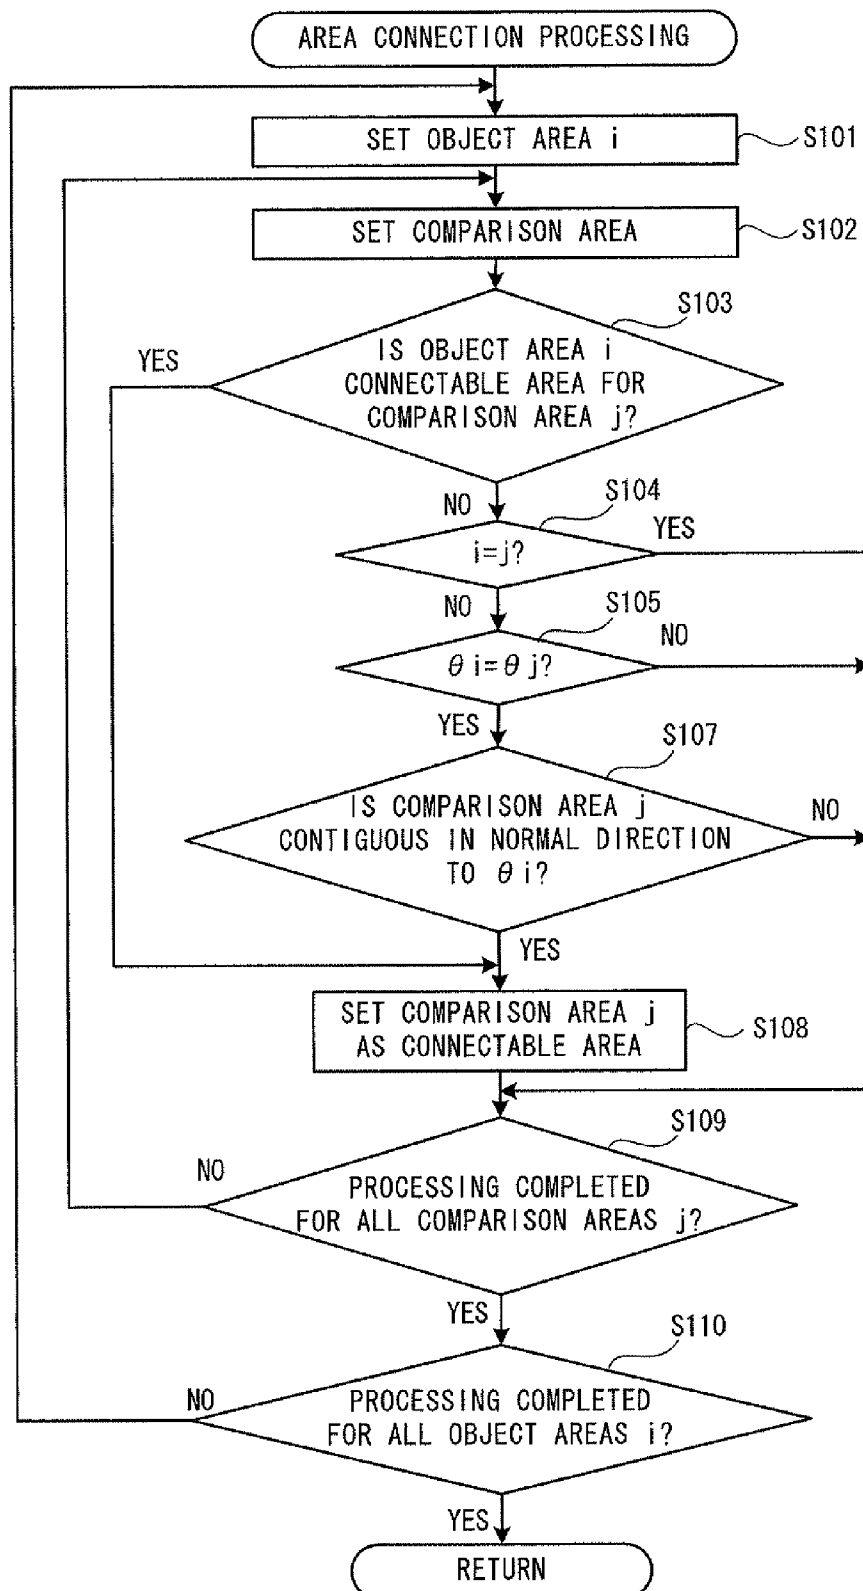 AREA CONNECTION PROCESSING
SET OBJECT AREA i
S101
SET COMPARISON AREA
S102
S103
YES
IS OBJECT AREA i
CONNECTABLE AREA FOR
COMPARISON AREA j?
NO
S104
YES
i=j?
NO
S105
NO
θ i=θ j?
YES
S107
IS COMPARISON AREA j
CONTIGUOUS IN NORMAL DIRECTION
TO θ i?
NO
YES
SET COMPARISON AREA j
AS CONNECTABLE AREA
S108
S109
NO
PROCESSING COMPLETED
FOR ALL COMPARISON AREAS j?
YES
S110
NO
PROCESSING COMPLETED
FOR ALL OBJECT AREAS i?
YES
RETURN